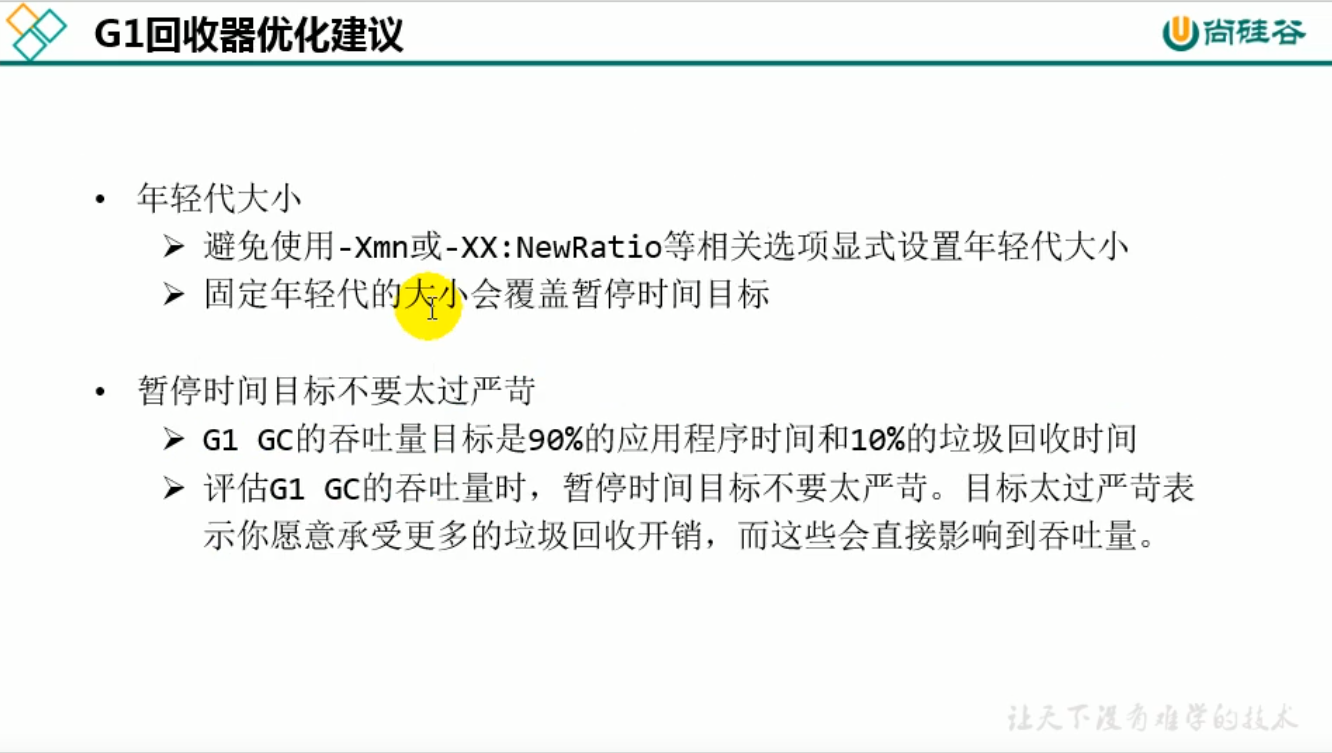 G1回收器优化建议
尚硅谷
• 年轻代大小
➢ 避免使用-Xmn或-XX:NewRatio等相关选项显式设置年轻代大小
➢ 固定年轻代的大小会覆盖暂停时间目标
• 暂停时间目标不要太过严苛
➢ G1 GC的吞吐量目标是90%的应用程序时间和10%的垃圾回收时间
➢ 评估G1 GC的吞吐量时，暂停时间目标不要太严苛。目标太过严苛表
示你愿意承受更多的垃圾回收开销，而这些会直接影响到吞吐量。
让天下没有难学的技术